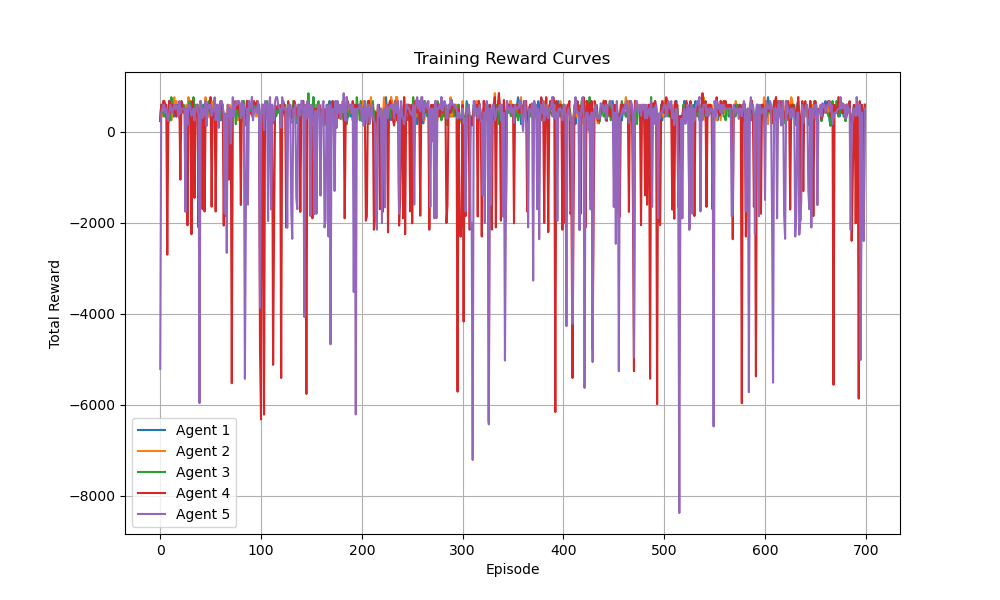 Training Reward Curves
Total Reward
0
−2000
−4000
−6000
−8000
Agent 1
Agent 2
Agent 3
Agent 4
Agent 5
0 100 200 300 400 500 600 700
Episode